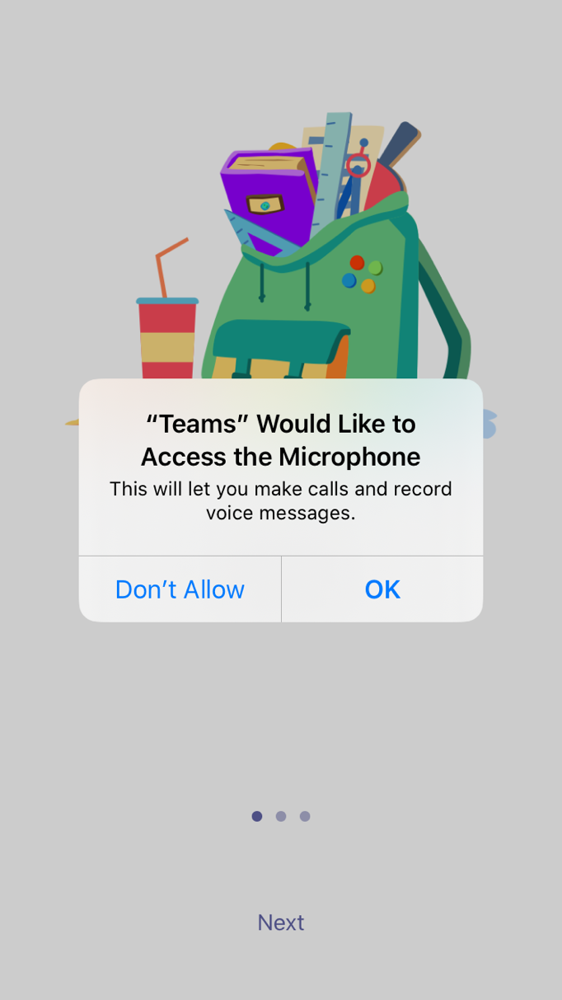 “Teams” Would Like to
Access the Microphone
This will let you make calls and record
voice messages.
Don’t Allow
OK
Next